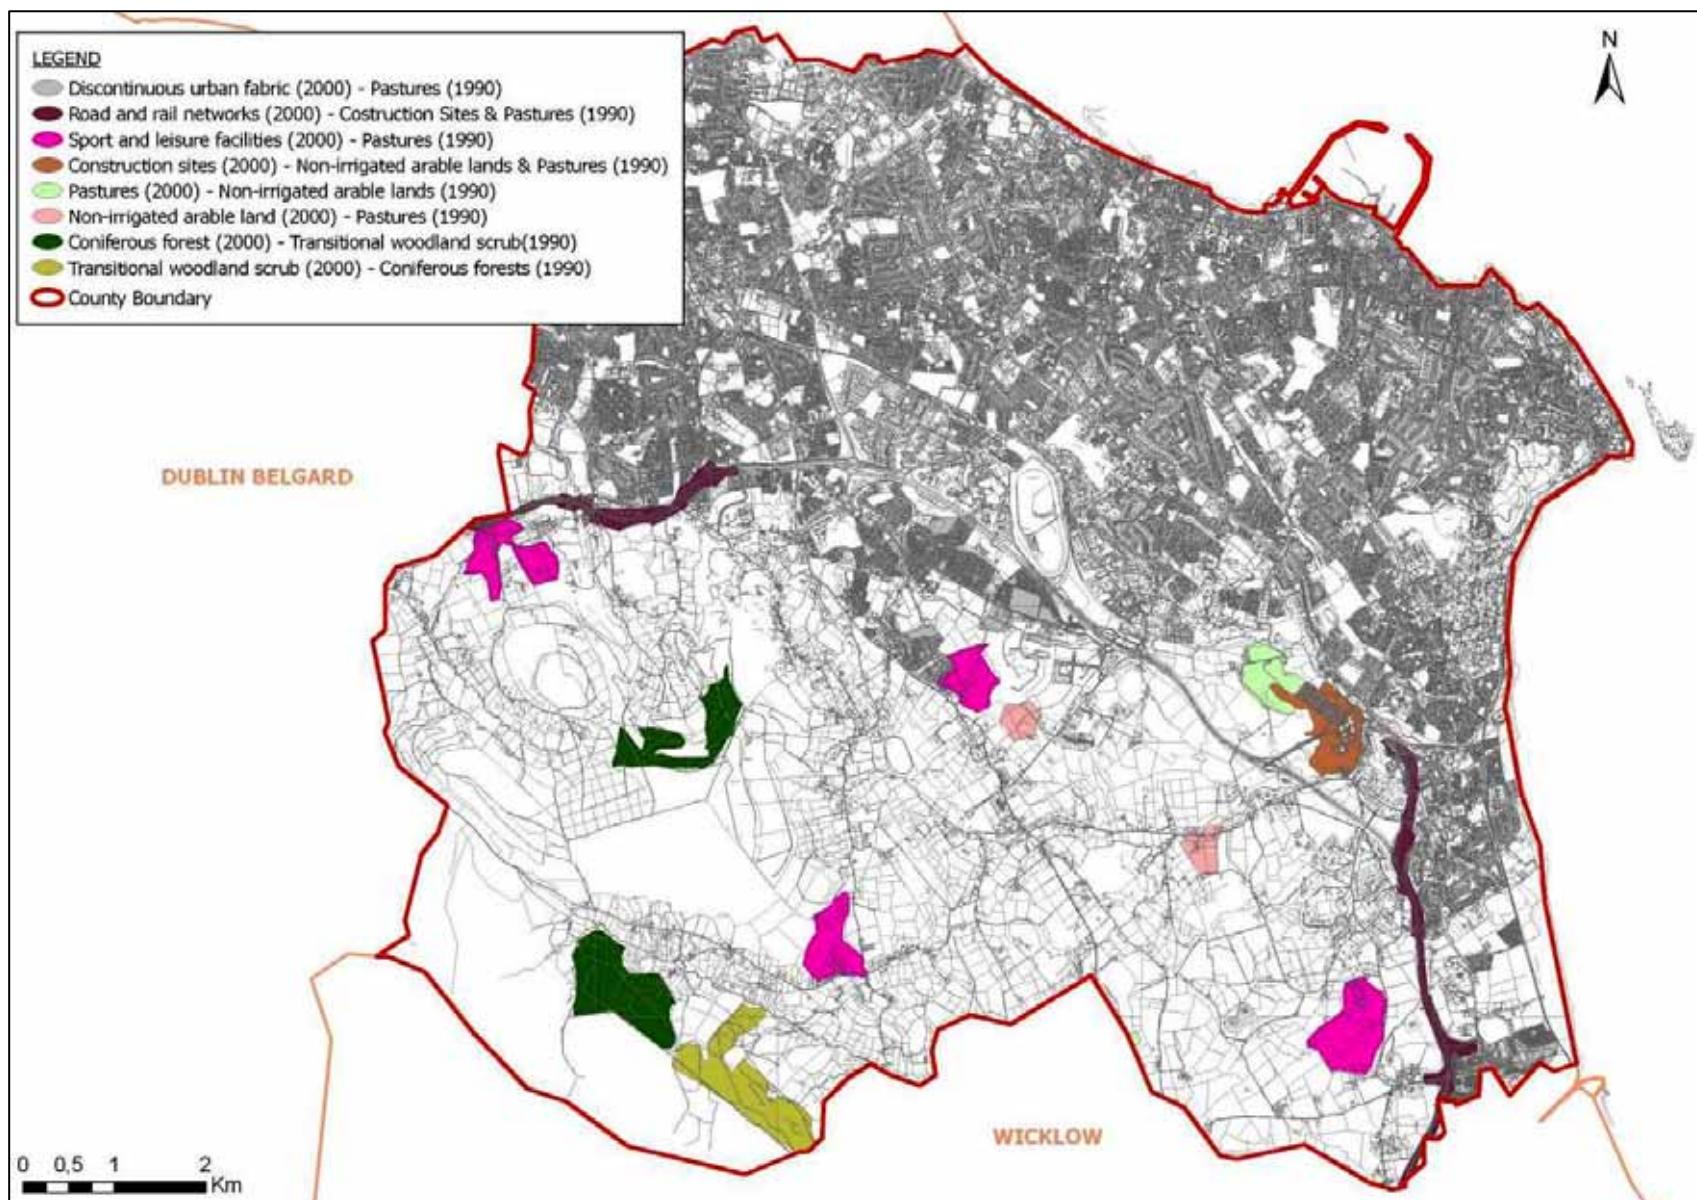 LEGEND
Discontinuous urban fabric (2000) - Pastures (1990)
Road and rail networks (2000) - Costruction Sites & Pastures (1990)
Sport and leisure facilities (2000) - Pastures (1990)
Construction sites (2000) - Non-irrigated arable lands & Pastures (1990)
Pastures (2000) - Non-irrigated arable lands (1990)
Non-irrigated arable land (2000) - Pastures (1990)
Coniferous forest (2000) - Transitional woodland scrub(1990)
Transitional woodland scrub (2000) - Coniferous forests (1990)
County Boundary
N
DUBLIN BELGARD
WICKLOW
0 0,5 1 2
Km